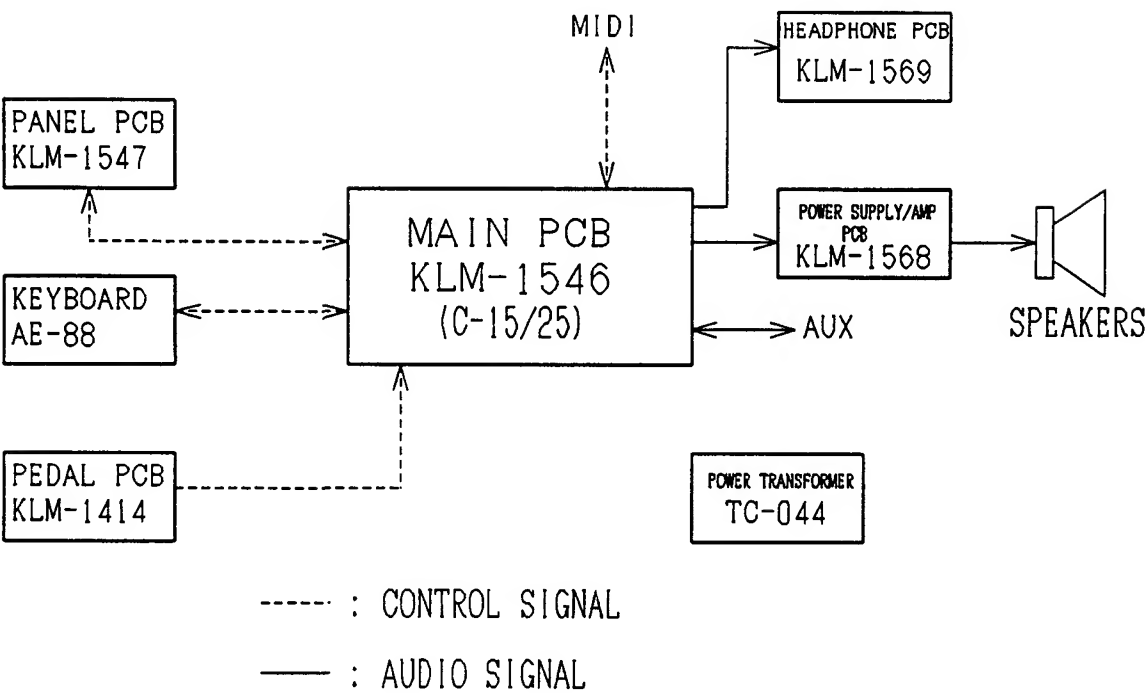 MIDI
HEADPHONE PCB
KLM-1569
PANEL PCB
KLM-1547
MAIN PCB
KLM-1546
(C-15/25)
POWER SUPPLY/AMP
PCB
KLM-1568
SPEAKERS
KEYBOARD
AE-88
AUX
PEDAL PCB
KLM-1414
POWER TRANSFORMER
TC-044
: CONTROL SIGNAL
: AUDIO SIGNAL